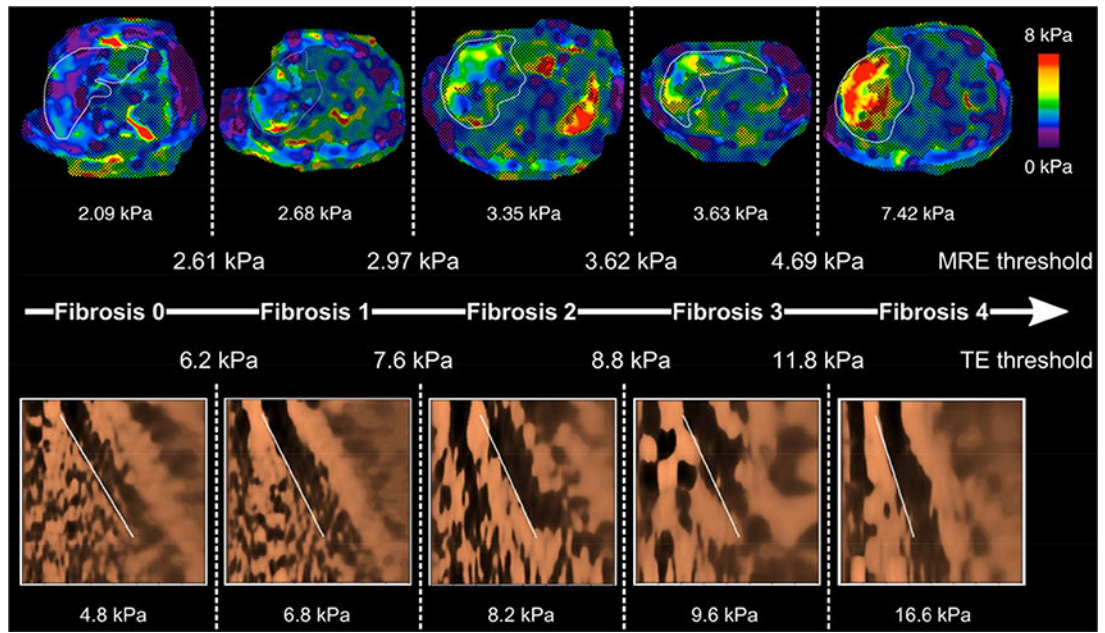 8 kPa
0 kPa
2.09 kPa
2.68 kPa
3.35 kPa
3.63 kPa
7.42 kPa
2.61 kPa 2.97 kPa 3.62 kPa 4.69 kPa MRE threshold
Fibrosis 0 Fibrosis 1 Fibrosis 2 Fibrosis 3 Fibrosis 4
6.2 kPa 7.6 kPa 8.8 kPa 11.8 kPa TE threshold
4.8 kPa
6.8 kPa
8.2 kPa
9.6 kPa
16.6 kPa